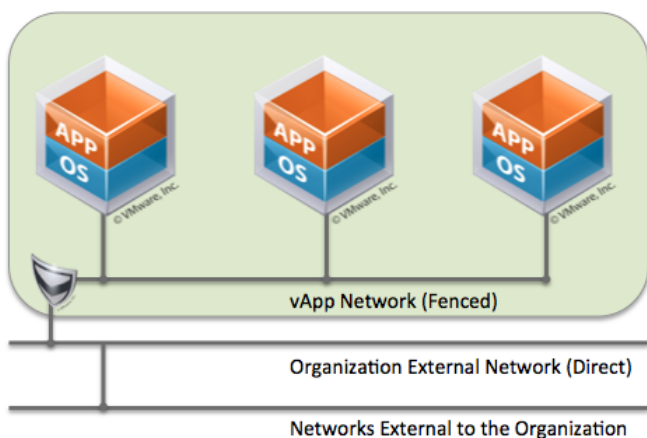 APP
OS
© VMware, Inc.
APP
OS
© VMware, Inc.
APP
OS
© VMware, Inc.
vApp Network (Fenced)
Organization External Network (Direct)
Networks External to the Organization